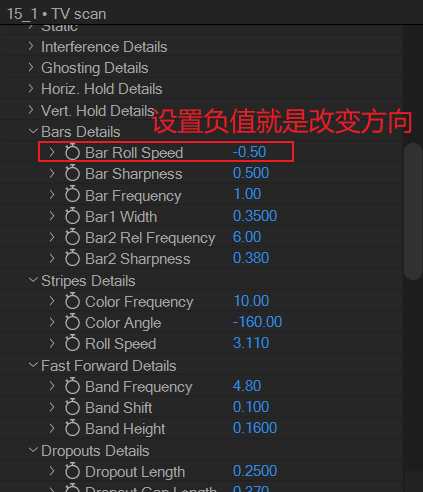 15_1 • TV scan
Static
Interference Details
Ghosting Details
Horiz. Hold Details
Vert. Hold Details
设置负值就是改变方向
Bars Details
Bar Roll Speed -0.50
Bar Sharpness 0.500
Bar Frequency 1.00
Bar1 Width 0.3500
Bar2 Rel Frequency 6.00
Bar2 Sharpness 0.380
Stripes Details
Color Frequency 10.00
Color Angle -160.00
Roll Speed 3.110
Fast Forward Details
Band Frequency 4.80
Band Shift 0.100
Band Height 0.1600
Dropouts Details
Dropout Length 0.2500
Dropout Gap Length 0.370